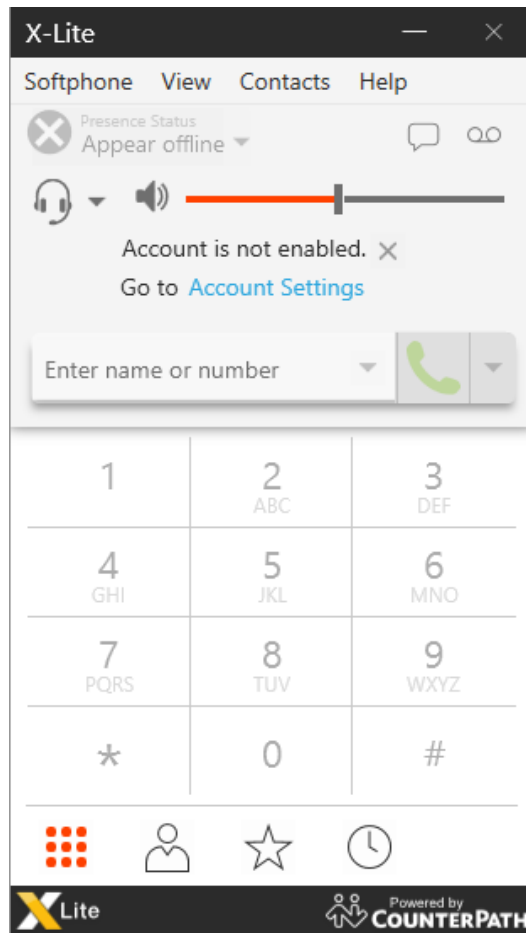 X-Lite
Softphone View Contacts Help
Presence Status
Appear offline
Account is not enabled.
Go to Account Settings
Enter name or number
1 2 3
ABC DEF
4 5 6
GHI JKL MNO
7 8 9
PQRS TUV WXYZ
* 0 #
X Lite
Powered by
COUNTERPATH